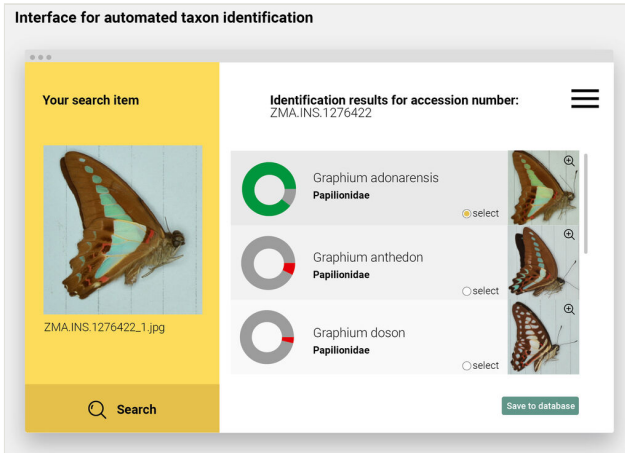 Interface for automated taxon identification
Your search item
Identification results for accession number:
ZMA.INS.1276422
Graphium adonarensis
Papilionidae
select
Graphium anthedon
Papilionidae
select
ZMA.INS.1276422_1.jpg
Graphium doson
Papilionidae
select
Search
Save to database